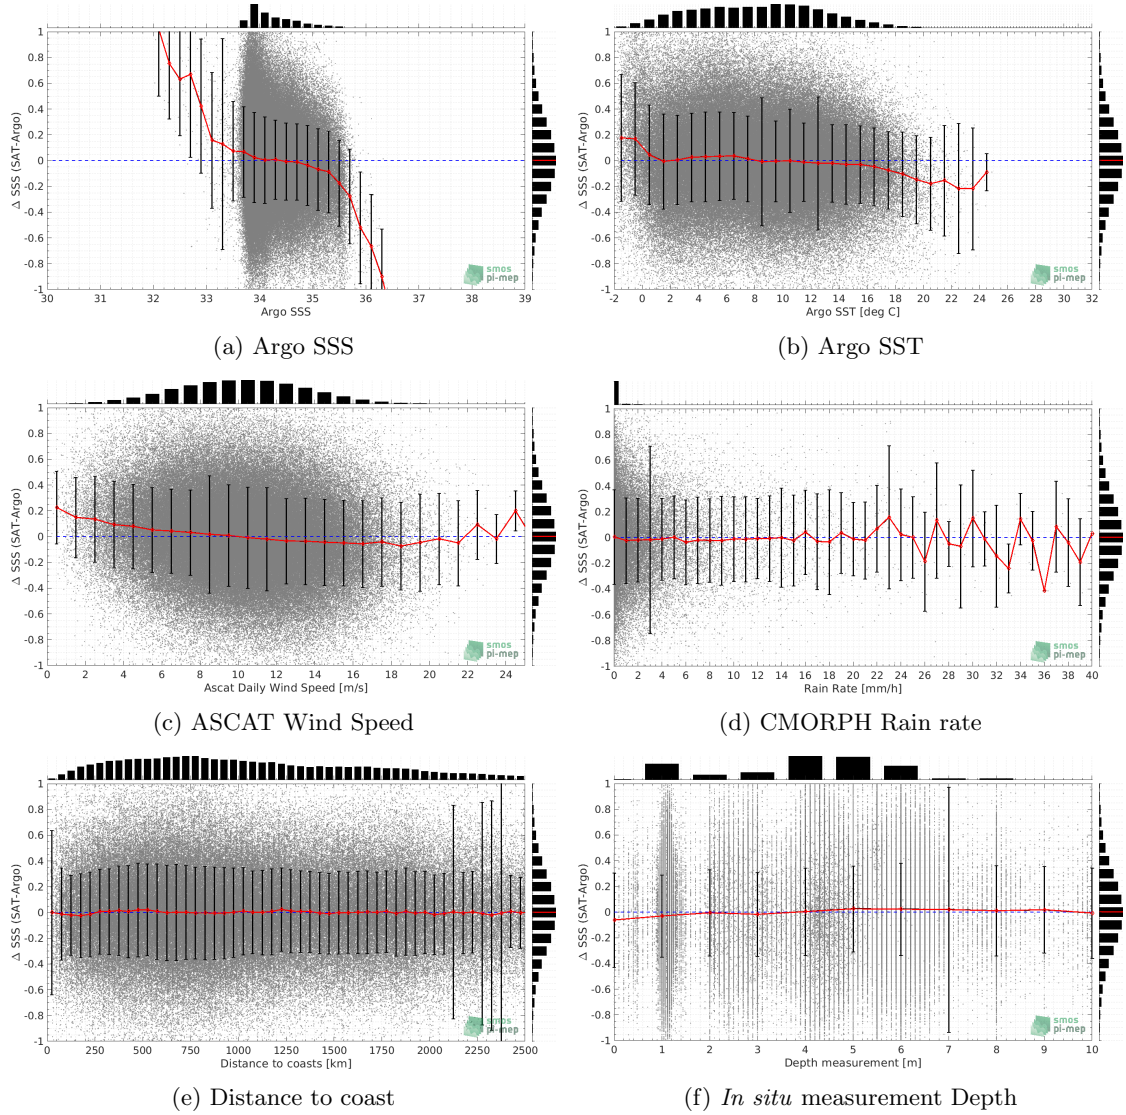 1
0.8
0.6
0.4
0.2
0
-0.2
-0.4
-0.6
-0.8
-1
Δ SSS (SAT-Argo)
smos
pi-mep
30 31 32 33 34 35 36 37 38 39
Argo SSS
(a) Argo SSS
1
0.8
0.6
0.4
0.2
0
-0.2
-0.4
-0.6
-0.8
-1
Δ SSS (SAT-Argo)
smos
pi-mep
-2 0 2 4 6 8 10 12 14 16 18 20 22 24 26 28 30 32
Argo SST [deg C]
(b) Argo SST
1
0.8
0.6
0.4
0.2
0
-0.2
-0.4
-0.6
-0.8
-1
Δ SSS (SAT-Argo)
smos
pi-mep
0 2 4 6 8 10 12 14 16 18 20 22 24
Ascat Daily Wind Speed [m/s]
(c) ASCAT Wind Speed
1
0.8
0.6
0.4
0.2
0
-0.2
-0.4
-0.6
-0.8
-1
Δ SSS (SAT-Argo)
smos
pi-mep
0 2 4 6 8 10 12 14 16 18 20 22 24 26 28 30 32 34 36 38 40
Rain Rate [mm/h]
(d) CMORPH Rain rate
1
0.8
0.6
0.4
0.2
0
-0.2
-0.4
-0.6
-0.8
-1
Δ SSS (SAT-Argo)
smos
pi-mep
0 250 500 750 1000 1250 1500 1750 2000 2250 2500
Distance to coasts [km]
(e) Distance to coast
1
0.8
0.6
0.4
0.2
0
-0.2
-0.4
-0.6
-0.8
-1
Δ SSS (SAT-Argo)
smos
pi-mep
0 1 2 3 4 5 6 7 8 9 10
Depth measurement [m]
(f) In situ measurement Depth